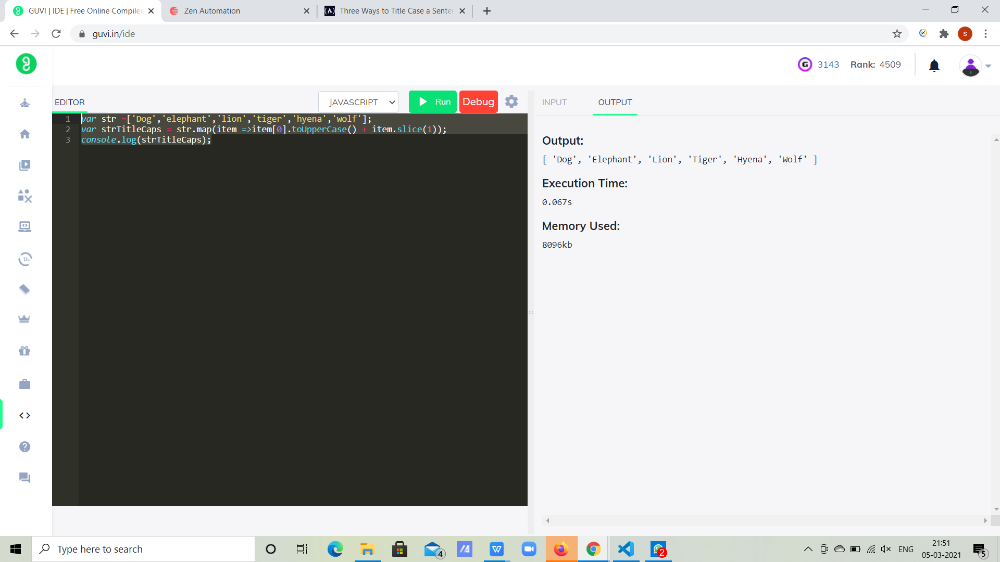 GUVI | IDE | Free Online Compiler
Zen Automation
Three Ways to Title Case a Sente
guvi.in/ide
s
G 3143 Rank: 4509
EDITOR
JAVASCRIPT
Run
Debug
INPUT
OUTPUT
1 var str =['Dog','elephant','lion','tiger','hyena','wolf'];
2 var strTitleCaps = str.map(item =>item[0].toUpperCase() + item.slice(1));
3 console.log(strTitleCaps);
Output:
[ 'Dog', 'Elephant', 'Lion', 'Tiger', 'Hyena', 'Wolf' ]
Execution Time:
0.067s
Memory Used:
8096kb
Type here to search
4
W
2
ENG
21:51
05-03-2021
5